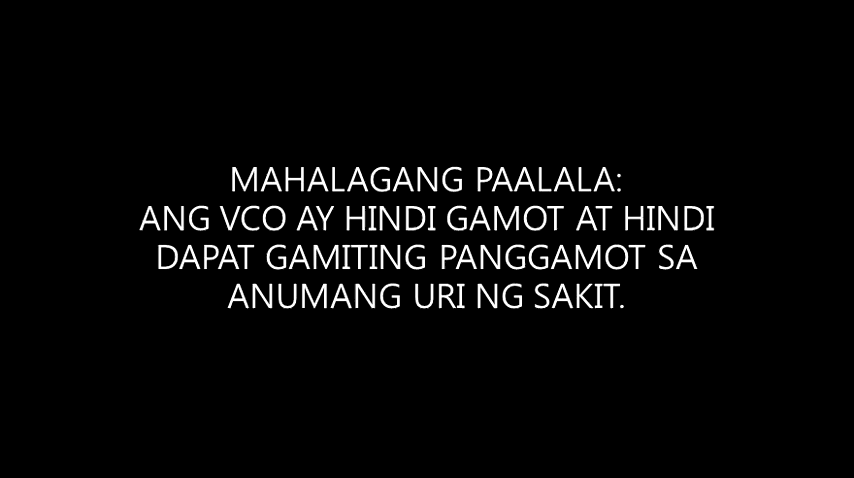 MAHALAGANG PAALALA:
ANG VCO AY HINDI GAMOT AT HINDI
DAPAT GAMITING PANGGAMOT SA
ANUMANG URI NG SAKIT.